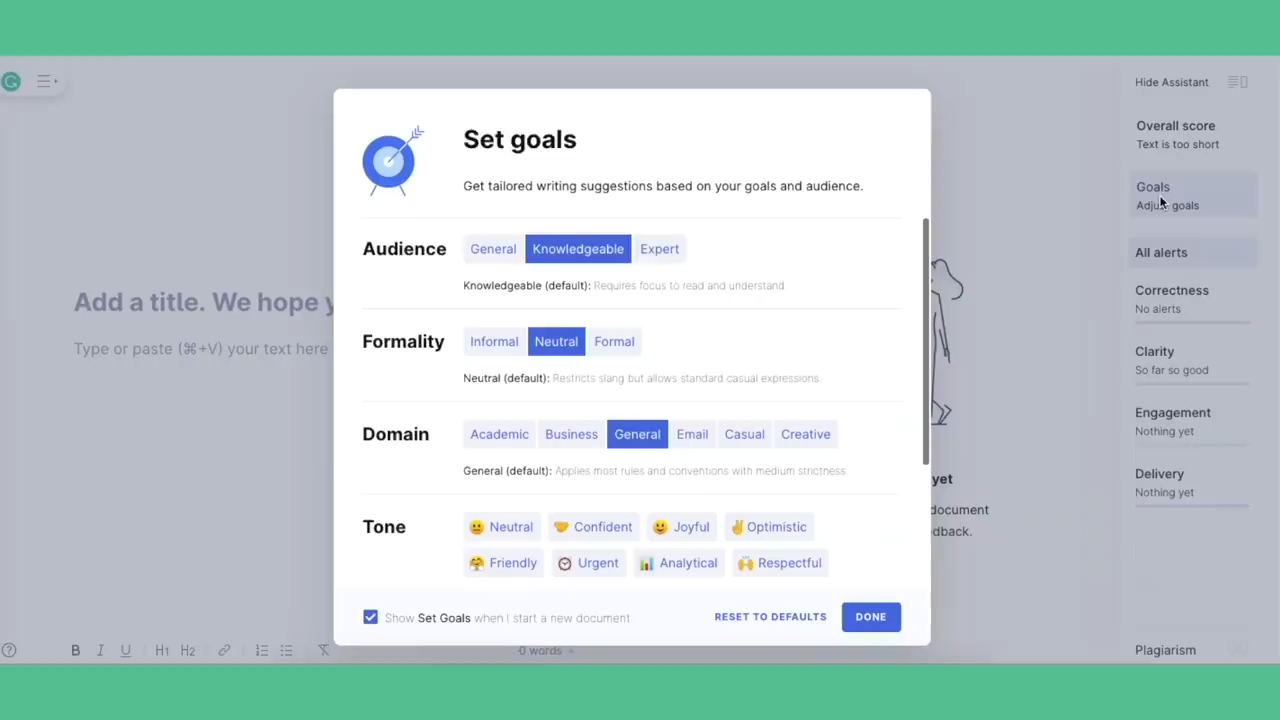 Hide Assistant
Overall score
Text is too short
Goals
Adjust goals
All alerts
Correctness
No alerts
Clarity
So far so good
Engagement
Nothing yet
Delivery
Nothing yet
Plagiarism
Add a title. We hope y
Type or paste (⌘+V) your text here
yet
document
dback.
Set goals
Get tailored writing suggestions based on your goals and audience.
Audience General Knowledgeable Expert
Knowledgeable (default): Requires focus to read and understand.
Formality Informal Neutral Formal
Neutral (default): Restricts slang but allows standard casual expressions.
Domain Academic Business General Email Casual Creative
General (default): Applies most rules and conventions with medium strictness.
Tone 😐 Neutral 🤝 Confident 😃 Joyful ✌️ Optimistic
🤗 Friendly ⏰ Urgent 📊 Analytical 🙌 Respectful
Show Set Goals when I start a new document RESET TO DEFAULTS DONE
B I U H1 H2 0 words